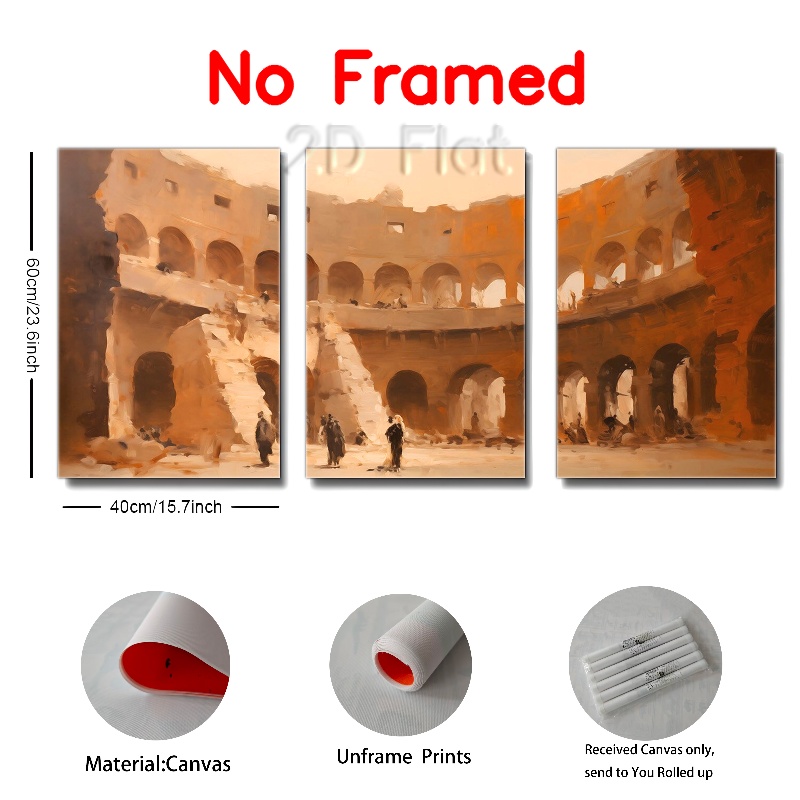 No Framed
2D Flat
60cm/23.6inch
40cm/15.7inch
Material:Canvas
Unframe Prints
Received Canvas only,
send to You Rolled up